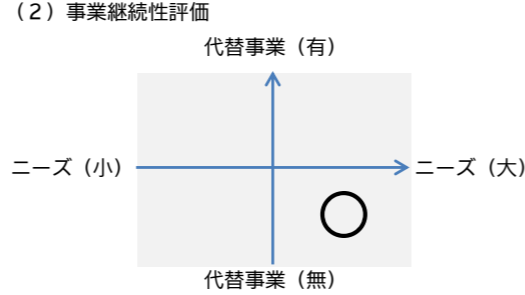 （２）事業継続性評価
代替事業（有）
ニーズ（小）
ニーズ（大）
代替事業（無）